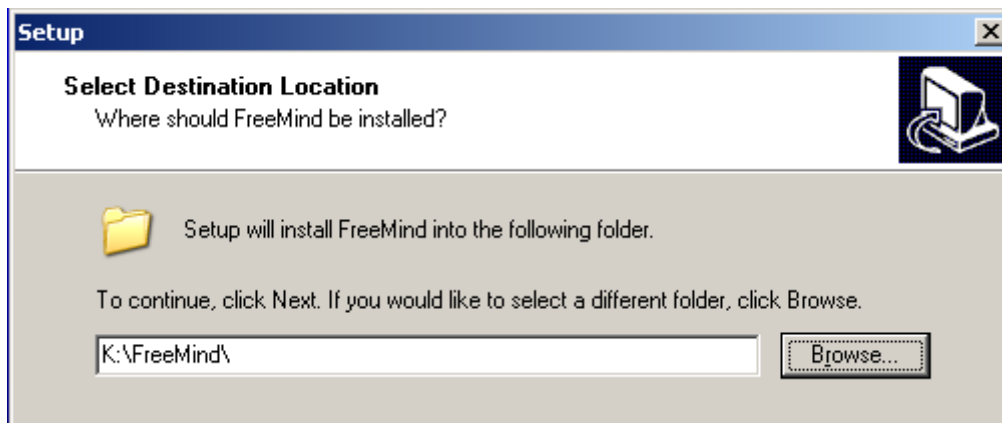 Setup
Select Destination Location
Where should FreeMind be installed?
Setup will install FreeMind into the following folder.
To continue, click Next. If you would like to select a different folder, click Browse.
K:\FreeMind\
Browse...